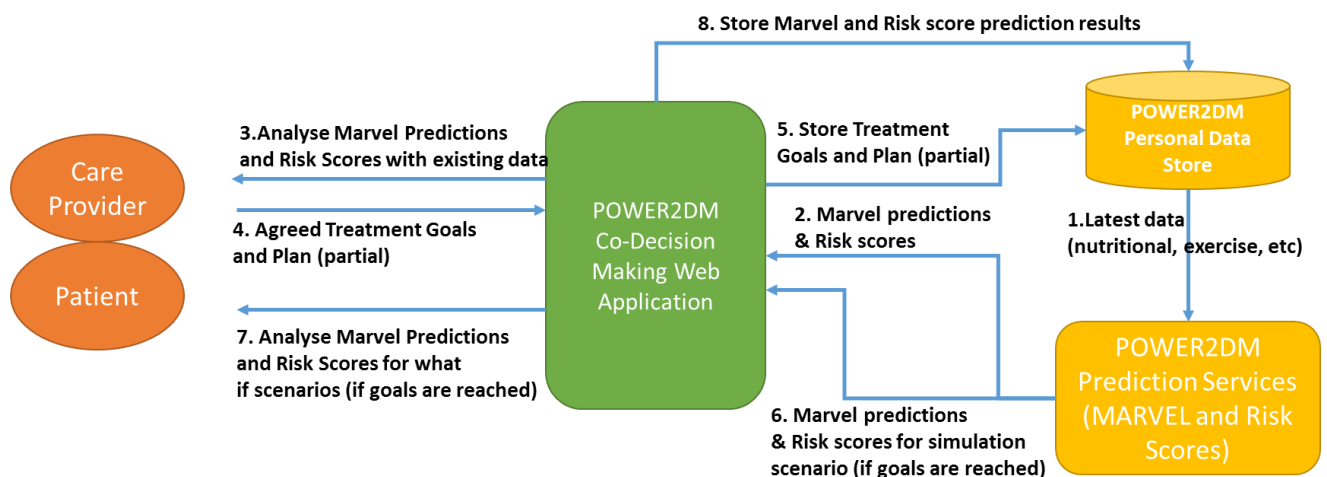 8. Store Marvel and Risk score prediction results
POWER2DM
Personal Data
Store
3.Analyse Marvel Predictions
and Risk Scores with existing data
5. Store Treatment
Goals and Plan (partial)
Care
Provider
POWER2DM
Co-Decision
Making Web
Application
2. Marvel predictions
& Risk scores
1.Latest data
(nutritional, exercise, etc)
4. Agreed Treatment Goals
and Plan (partial)
Patient
7. Analyse Marvel Predictions
and Risk Scores for what
if scenarios (if goals are reached)
POWER2DM
Prediction Services
(MARVEL and Risk
Scores)
6. Marvel predictions
& Risk scores for simulation
scenario (if goals are reached)